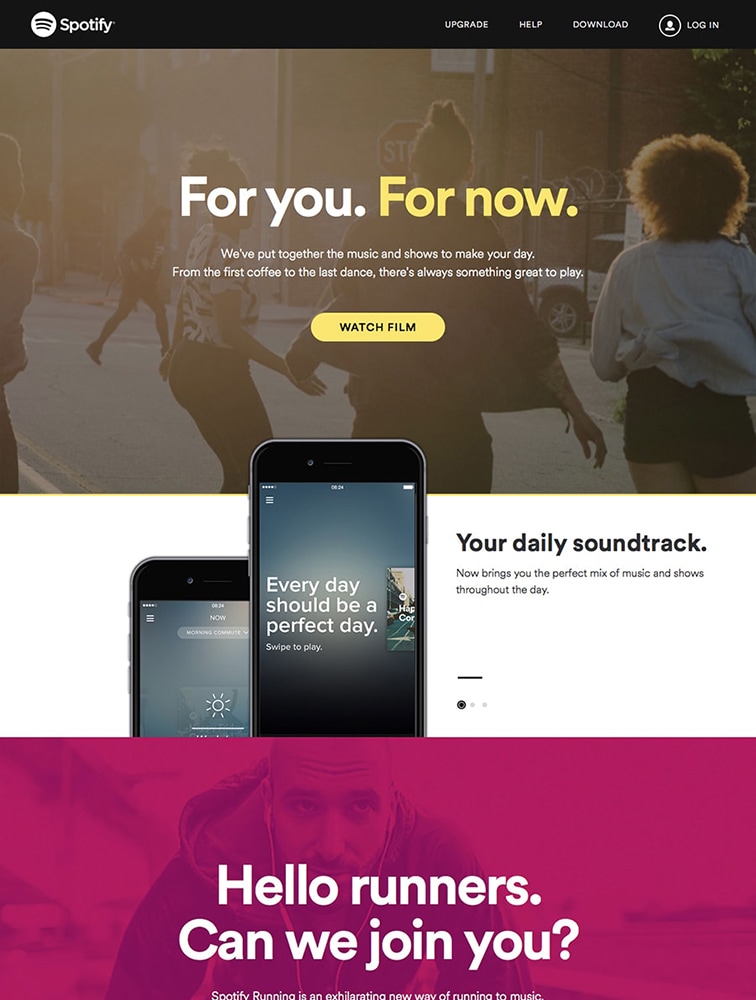 Spotify
UPGRADE
HELP
DOWNLOAD
LOG IN
For you. For now.
We've put together the music and shows to make your day.
From the first coffee to the last dance, there's always something great to play.
WATCH FILM
08:24
Every day
should be a
perfect day.
Swipe to play.
Hap
Cor
08:24
NOW
MORNING COMMUTE
Your daily soundtrack.
Now brings you the perfect mix of music and shows
throughout the day.
Hello runners.
Can we join you?
Spotify Running is an exhilarating new way of running to music.